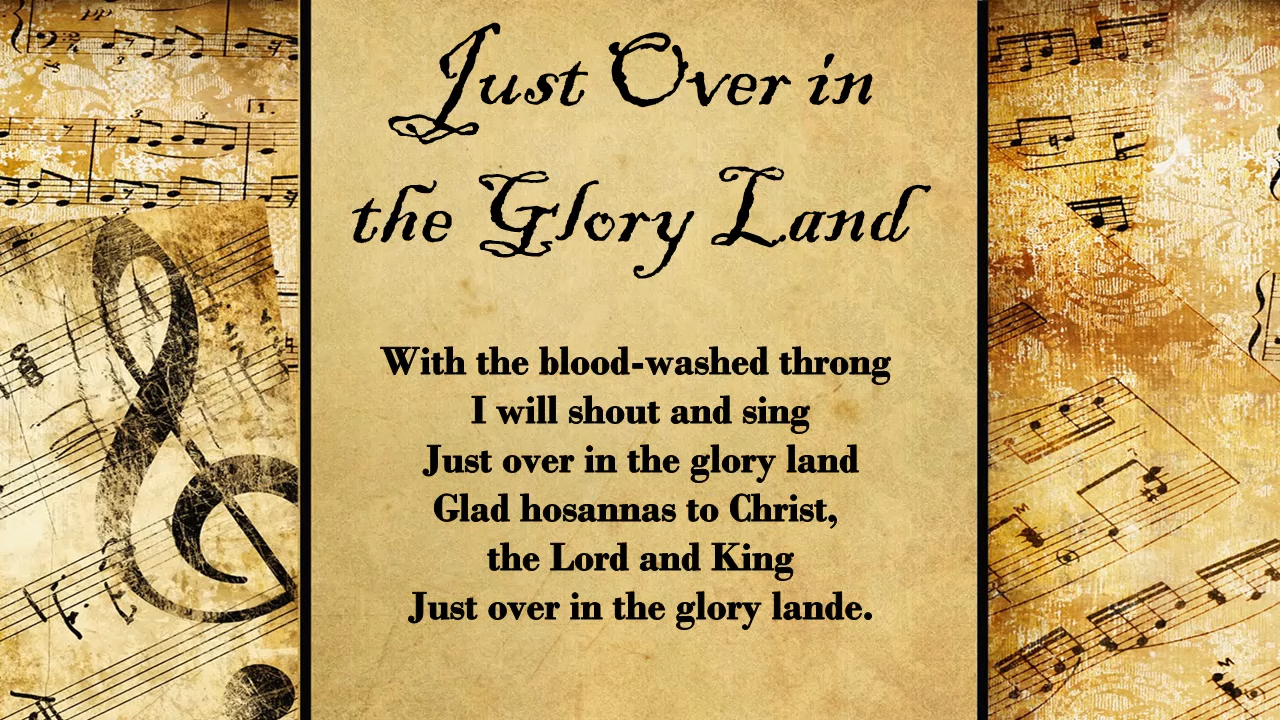 Just Over in
the Glory Land
With the blood-washed throng
I will shout and sing
Just over in the glory land
Glad hosannas to Christ,
the Lord and King
Just over in the glory lande.